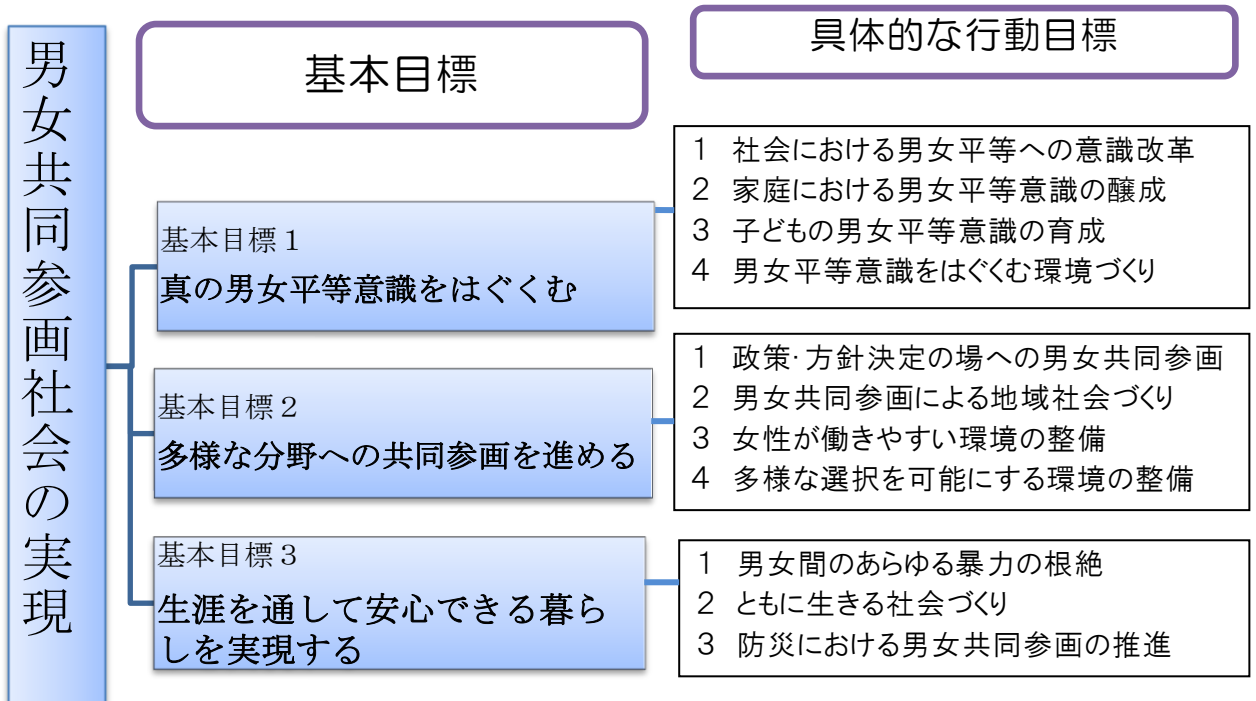 男女共同参画社会の実現
基本目標
具体的な行動目標
基本目標１
真の男女平等意識をはぐくむ
１ 社会における男女平等への意識改革
２ 家庭における男女平等意識の醸成
３ 子どもの男女平等意識の育成
４ 男女平等意識をはぐくむ環境づくり
基本目標２
多様な分野への共同参画を進める
１ 政策・方針決定の場への男女共同参画
２ 男女共同参画による地域社会づくり
３ 女性が働きやすい環境の整備
４ 多様な選択を可能にする環境の整備
基本目標３
生涯を通して安心できる暮ら
しを実現する
１ 男女間のあらゆる暴力の根絶
２ ともに生きる社会づくり
３ 防災における男女共同参画の推進